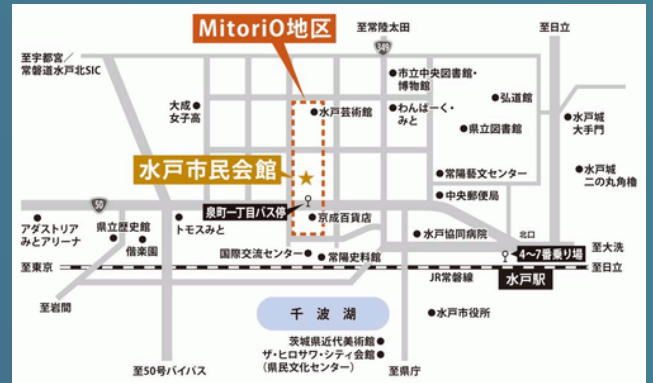 MitoriO地区
至常陸太田
至日立
349
至宇都宮／
常磐道水戸北SIC
市立中央図書館・
博物館
大成
女子高
水戸芸術館
わんぱーく・
みと
弘道館
県立図書館
水戸城
大手門
水戸市民会館
常陽藝文センター
水戸城
二の丸角櫓
中央郵便局
50
泉町一丁目バス停
京成百貨店
アダストリア
みとアリーナ
県立歴史館
偕楽園
トモスみと
水戸協同病院
北口
至大洗
国際交流センター
常陽史料館
4〜7番乗り場
至東京
JR常磐線
水戸駅
至日立
至岩間
千波湖
水戸市役所
茨城県近代美術館
ザ・ヒロサワ・シティ会館
（県民文化センター）
至50号バイパス
至県庁